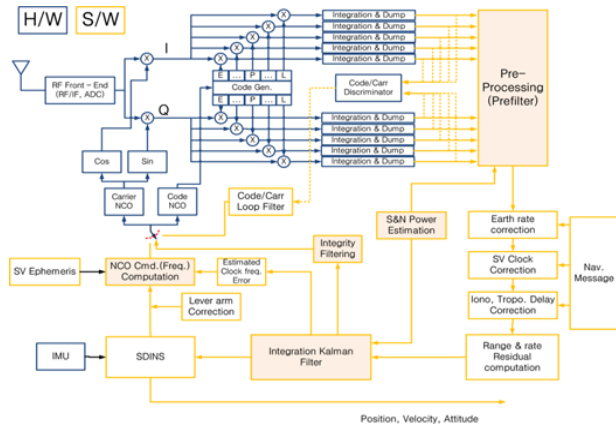 H/W
S/W
I
Q
RF Front – End
(RF/IF, ADC)
X
X
X
X
X
X
X
Integration & Dump
Integration & Dump
Integration & Dump
Integration & Dump
Integration & Dump
E
...
P
...
L
Code Gen.
E
...
P
...
L
X
X
X
X
X
Integration & Dump
Integration & Dump
Integration & Dump
Integration & Dump
Integration & Dump
Code/Carr
Discriminator
Pre-
Processing
(Prefilter)
Cos
Sin
Carrier
NCO
Code
NCO
Code/Carr
Loop Filter
S&N Power
Estimation
Earth rate
correction
SV Clock
Correction
Iono, Tropo. Delay
Correction
Range & rate
Residual
computation
Nav.
Message
Integrity
Filtering
SV Ephemeris
NCO Cmd.(Freq.)
Computation
Estimated
Clock freq.
Error
Lever arm
Correction
IMU
SDINS
Integration Kalman
Filter
Position, Velocity, Attitude